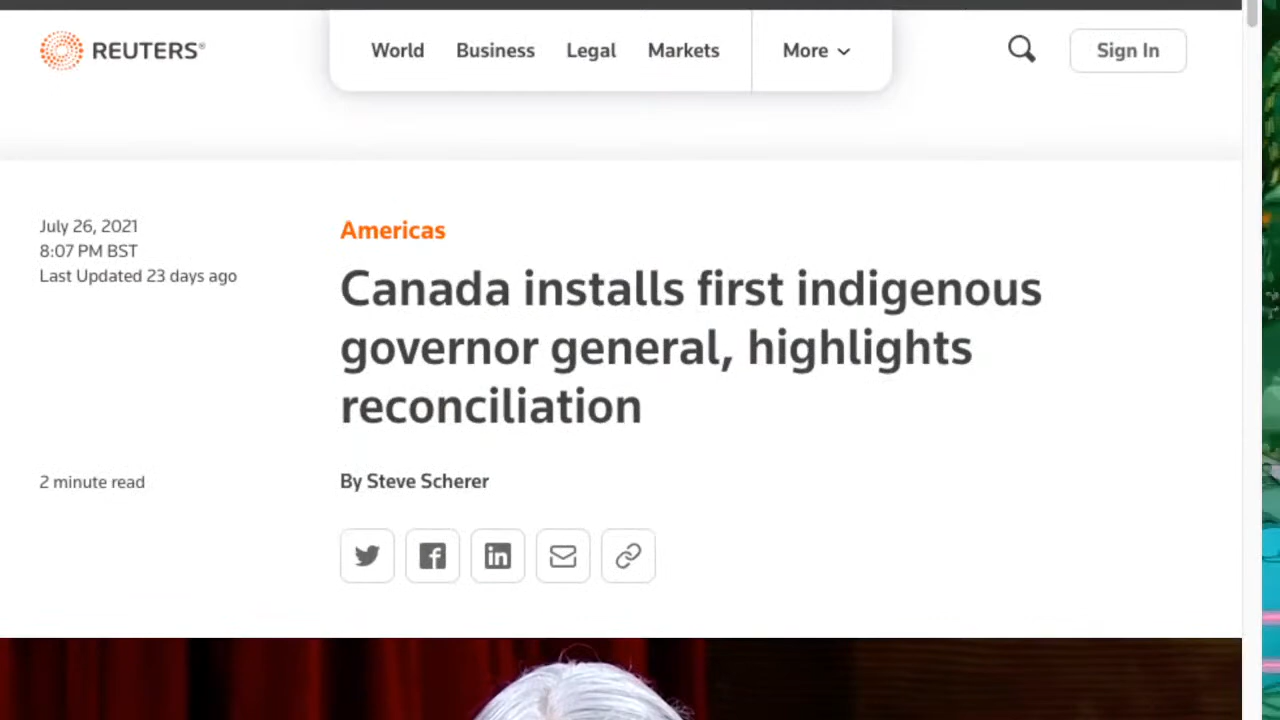 REUTERS®
World Business Legal Markets More
Sign In
July 26, 2021
8:07 PM BST
Last Updated 23 days ago
Americas
Canada installs first indigenous
governor general, highlights
reconciliation
2 minute read
By Steve Scherer